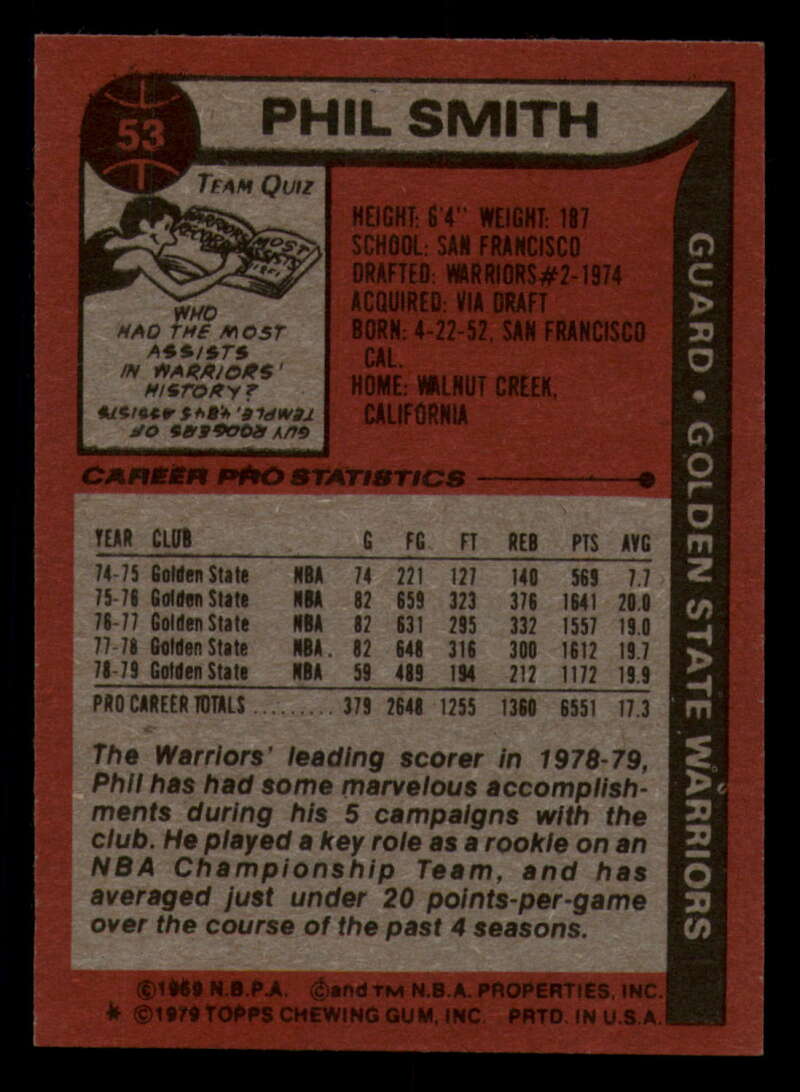 53
PHIL SMITH
TEAM QUIZ
WARRIORS RECORDS
MOST ASSISTS
WHO
HAD THE MOST
ASSISTS
IN WARRIORS'
HISTORY?
GUY RODGERS OF
TEMPLE, 4,845 ASSISTS
HEIGHT: 6'4" WEIGHT: 187
SCHOOL: SAN FRANCISCO
DRAFTED: WARRIORS#2-1974
ACQUIRED: VIA DRAFT
BORN: 4-22-52, SAN FRANCISCO
CAL.
HOME: WALNUT CREEK,
CALIFORNIA
GUARD • GOLDEN STATE WARRIORS
CAREER PRO STATISTICS
YEAR CLUB G FG FT REB PTS AVG
74-75 Golden State NBA 74 221 127 140 569 7.7
75-76 Golden State NBA 82 659 323 376 1641 20.0
76-77 Golden State NBA 82 631 295 332 1557 19.0
77-78 Golden State NBA. 82 648 316 300 1612 19.7
78-79 Golden State NBA 59 489 194 212 1172 19.9
PRO CAREER TOTALS ......... 379 2648 1255 1360 6551 17.3
The Warriors' leading scorer in 1978-79,
Phil has had some marvelous accomplish-
ments during his 5 campaigns with the
club. He played a key role as a rookie on an
NBA Championship Team, and has
averaged just under 20 points-per-game
over the course of the past 4 seasons.
©1969 N.B.P.A. ©and TM N.B.A. PROPERTIES, INC.
* ©1979 TOPPS CHEWING GUM, INC. PRTD. IN U.S.A.